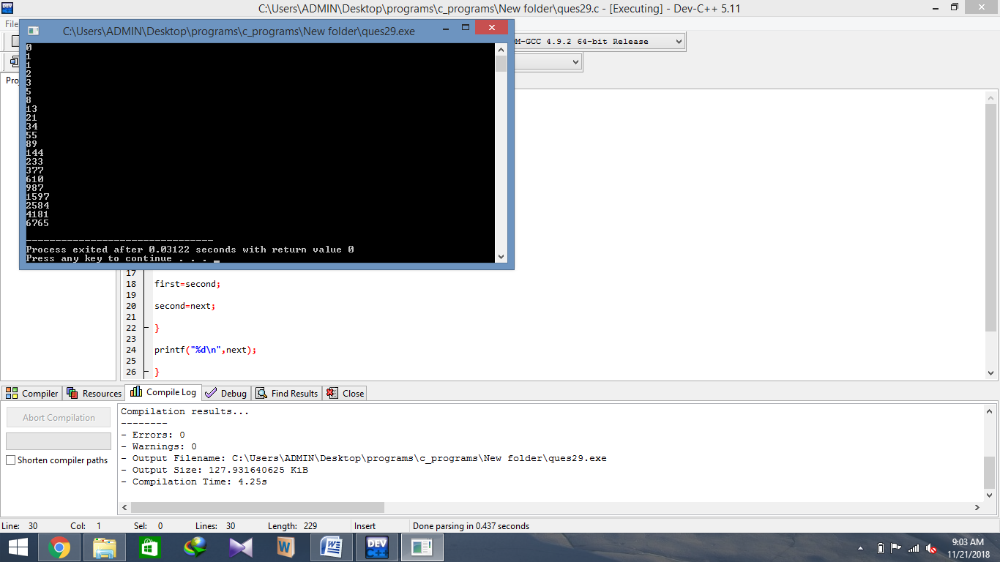 C:\Users\ADMIN\Desktop\programs\c_programs\New folder\ques29.c - [Executing] - Dev-C++ 5.11
File
C:\Users\ADMIN\Desktop\programs\c_programs\New folder\ques29.exe
M-GCC 4.9.2 64-bit Release
0
1
1
2
3
5
8
13
21
34
55
89
144
233
377
610
987
1597
2584
4181
6765
--------------------------------
Process exited after 0.03122 seconds with return value 0
Press any key to continue . . .
17
18 first=second;
19
20 second=next;
21
22 }
23
24 printf("%d\n",next);
25
26 }
Compiler Resources Compile Log Debug Find Results Close
Abort Compilation
Shorten compiler paths
Compilation results...
--------
- Errors: 0
- Warnings: 0
- Output Filename: C:\Users\ADMIN\Desktop\programs\c_programs\New folder\ques29.exe
- Output Size: 127.931640625 KiB
- Compilation Time: 4.25s
Line: 30 Col: 1 Sel: 0 Lines: 30 Length: 229 Insert Done parsing in 0.437 seconds
DEV
C++
9:03 AM
11/21/2018